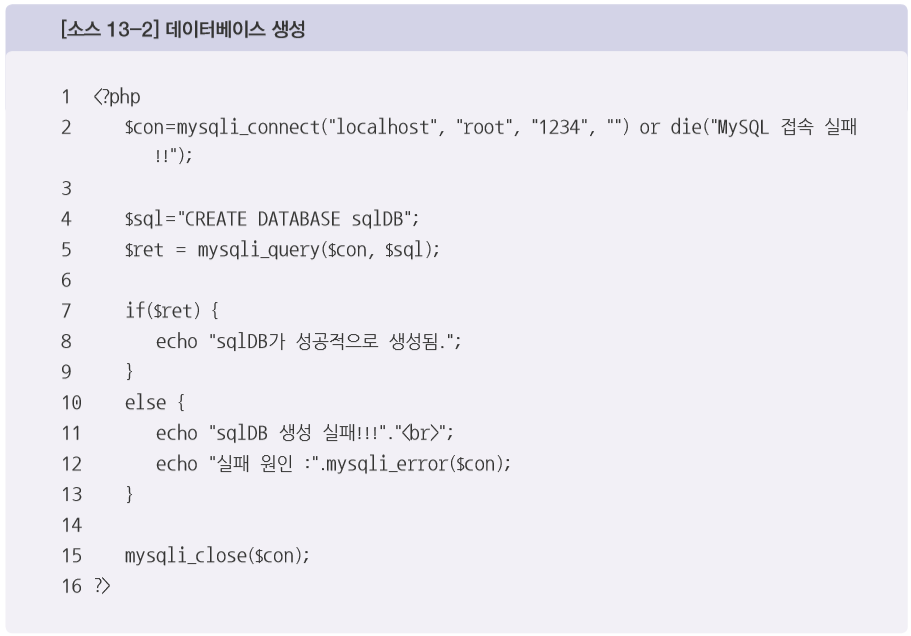 [소스 13-2] 데이터베이스 생성
1 <?php
2 $con=mysqli_connect("localhost", "root", "1234", "") or die("MySQL 접속 실패
!!");
3
4 $sql="CREATE DATABASE sqlDB";
5 $ret = mysqli_query($con, $sql);
6
7 if($ret) {
8 echo "sqlDB가 성공적으로 생성됨.";
9 }
10 else {
11 echo "sqlDB 생성 실패!!!"."<br>";
12 echo "실패 원인 :".mysqli_error($con);
13 }
14
15 mysqli_close($con);
16 ?>